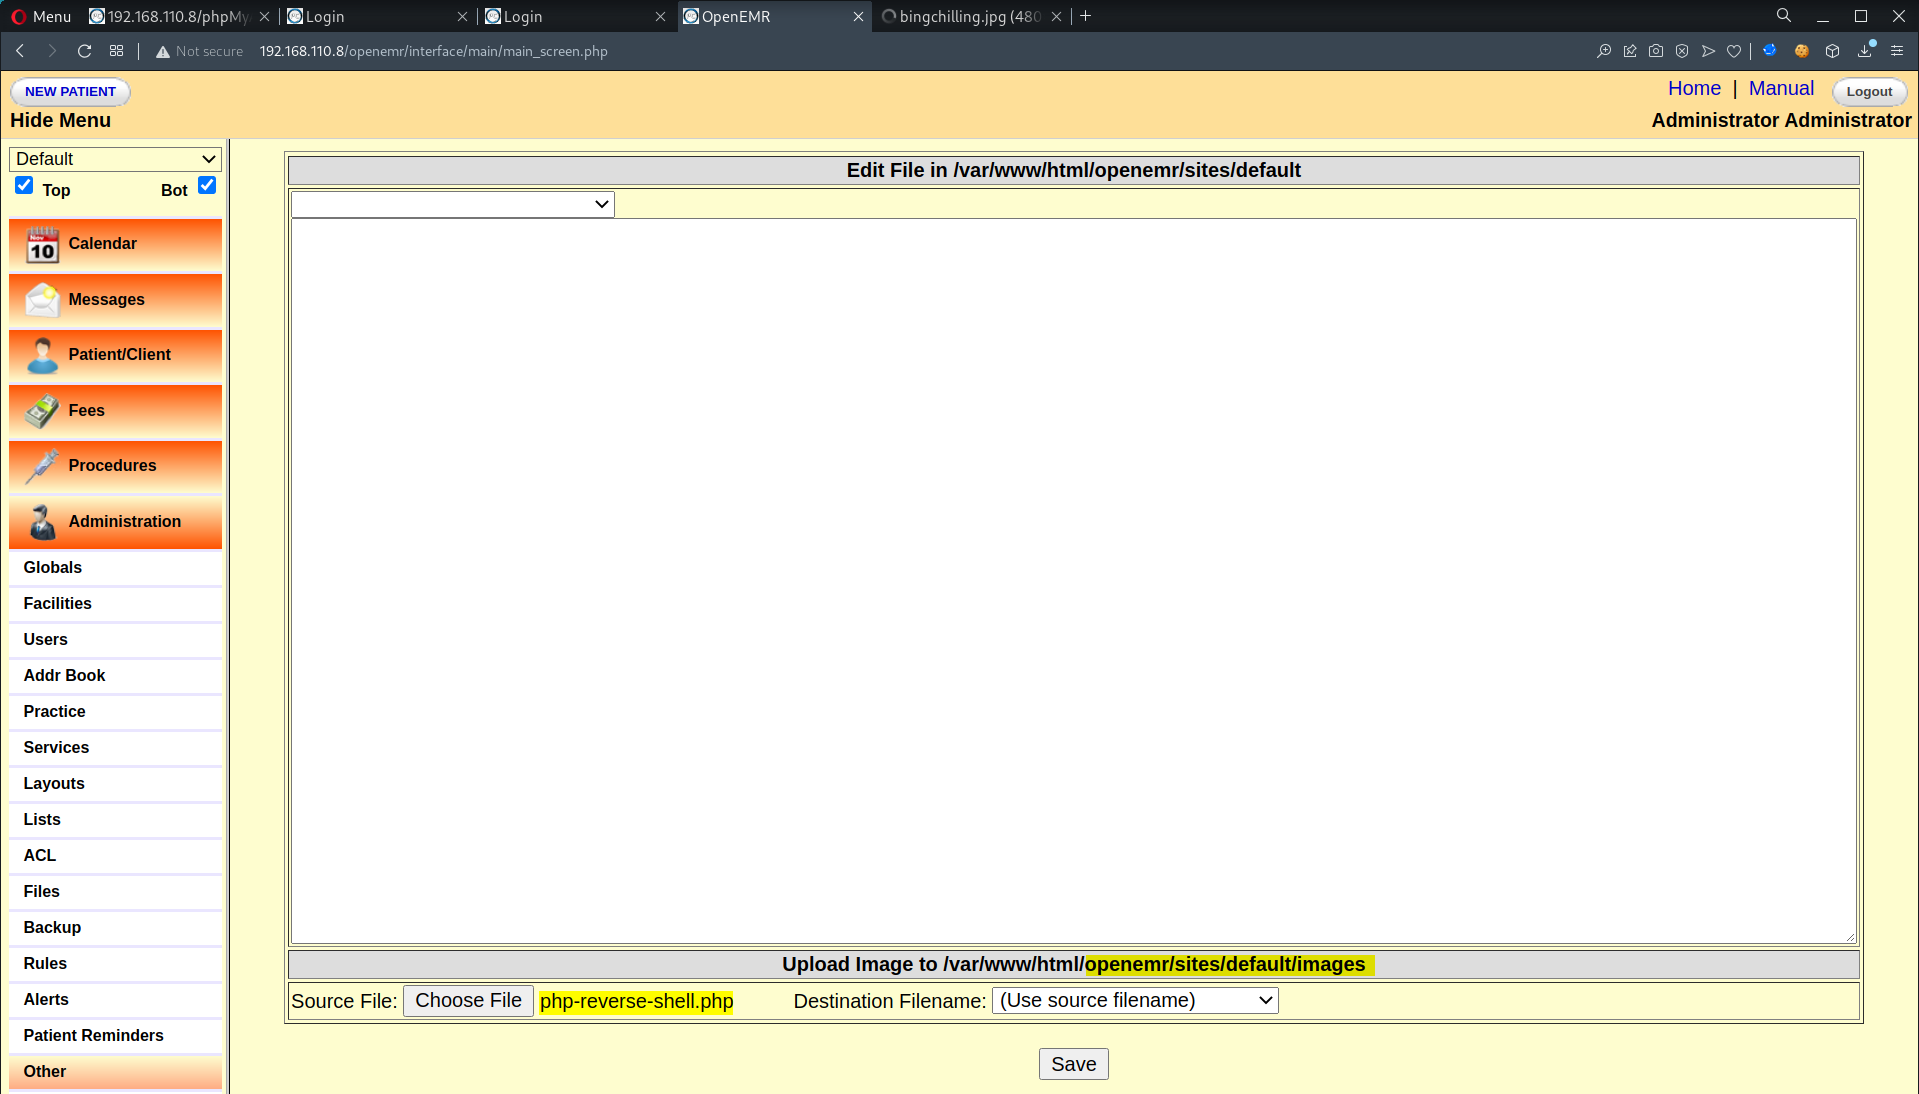 Menu 192.168.110.8/phpMy Login Login OpenEMR bingchilling.jpg (480
Not secure 192.168.110.8/openemr/interface/main/main_screen.php
NEW PATIENT Home | Manual Logout
Hide Menu Administrator Administrator
Default
Top Bot
Nov
10
Calendar
Messages
Patient/Client
Fees
Procedures
Administration
Globals
Facilities
Users
Addr Book
Practice
Services
Layouts
Lists
ACL
Files
Backup
Rules
Alerts
Patient Reminders
Other
Edit File in /var/www/html/openemr/sites/default
Upload Image to /var/www/html/openemr/sites/default/images
Source File: Choose File php-reverse-shell.php Destination Filename: (Use source filename)
Save